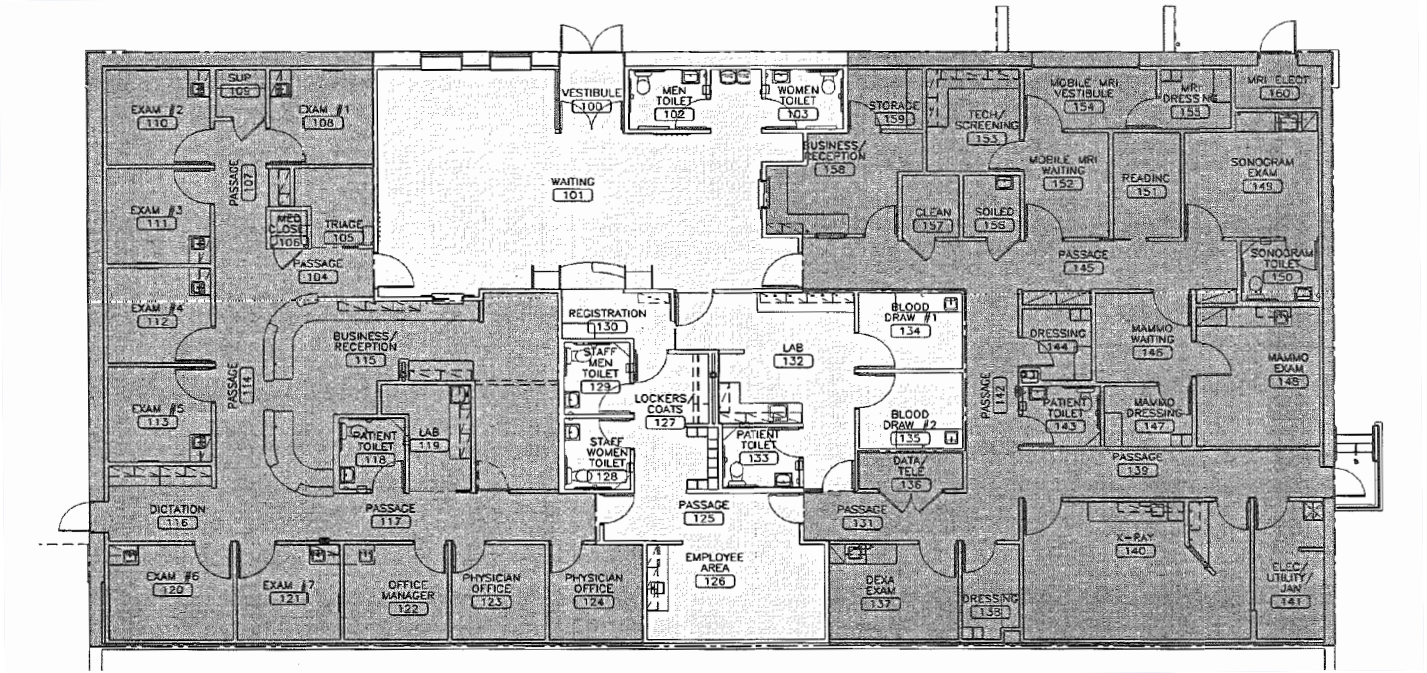 EXAM #2
110
SUP
109
EXAM #1
108
VESTIBULE
100
MEN
TOILET
102
WOMEN
TOILET
103
STORAGE
159
TECH/
SCREENING
153
MOBILE MRI
VESTIBULE
154
MRI
DRESSING
155
MRI ELECT
160
PASSAGE
107
EXAM #3
111
MED
CLOSET
106
TRIAGE
105
PASSAGE
104
WAITING
101
BUSINESS/
RECEPTION
158
CLEAN
157
SOILED
156
MOBILE MRI
WAITING
152
READING
151
SONOGRAM
EXAM
149
PASSAGE
145
SONOGRAM
TOILET
150
EXAM #4
112
BUSINESS/
RECEPTION
115
REGISTRATION
130
LAB
132
BLOOD
DRAW #1
134
DRESSING
144
MAMMO
WAITING
146
MAMMO
EXAM
148
PASSAGE
114
EXAM #5
113
STAFF
MEN
TOILET
129
LOCKERS/
COATS
127
PASSAGE
142
PATIENT
TOILET
143
MAMMO
DRESSING
147
PATIENT
TOILET
118
LAB
119
STAFF
WOMEN
TOILET
128
PATIENT
TOILET
133
BLOOD
DRAW #2
135
DATA/
TELE
136
PASSAGE
139
DICTATION
116
PASSAGE
117
PASSAGE
125
PASSAGE
131
X-RAY
140
EXAM #6
120
EXAM #7
121
OFFICE
MANAGER
122
PHYSICIAN
OFFICE
123
PHYSICIAN
OFFICE
124
EMPLOYEE
AREA
126
DEXA
EXAM
137
DRESSING
138
ELEC/
UTILITY/
JAN
141